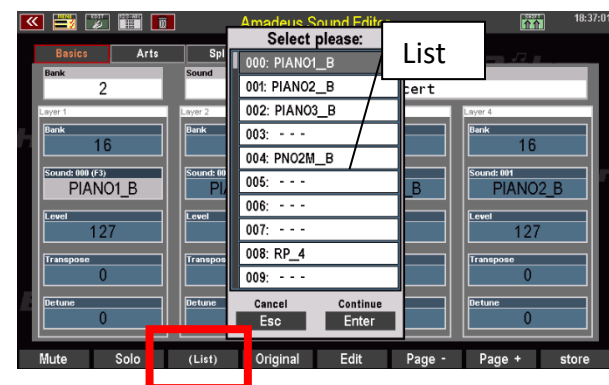 Amadeus Sound Editor
18:37:01
Select please:
List
Basics
Arts
Spl
Bank
2
Sound
cert
000: PIANO1_B
001: PIANO2_B
002: PIANO3_B
003: - - -
004: PNO2M_B
005: - - -
006: - - -
007: - - -
008: RP_4
009: - - -
Cancel
Continue
Esc
Enter
Layer 1
Bank
16
Sound: 000 (F3)
PIANO1_B
Level
127
Transpose
0
Detune
0
Layer 2
Bank
Sound: 00
PI
Level
Transpos
Detune
_B
Layer 4
Bank
16
Sound: 001
PIANO2_B
Level
127
Transpose
0
Detune
0
Mute
Solo
(List)
Original
Edit
Page -
Page +
store